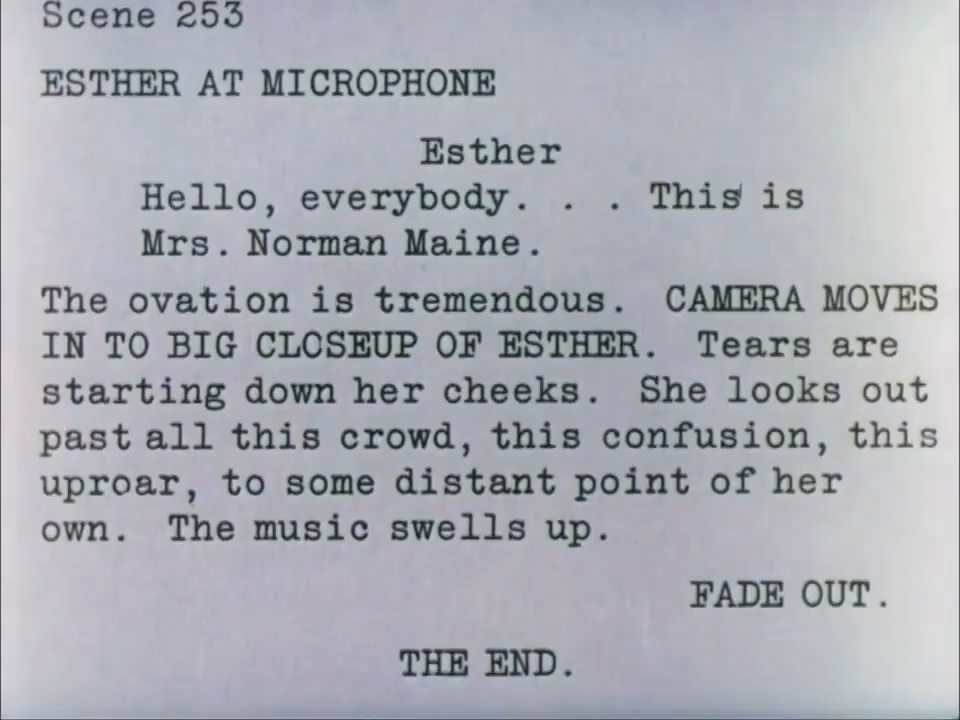 Scene 253
ESTHER AT MICROPHONE
Esther
Hello, everybody. . . This is
Mrs. Norman Maine.
The ovation is tremendous. CAMERA MOVES
IN TO BIG CLCSEUP OF ESTHER. Tears are
starting down her cheeks. She looks out
past all this crowd, this confusion, this
uproar, to some distant point of her
own. The music swells up.
FADE OUT.
THE END.